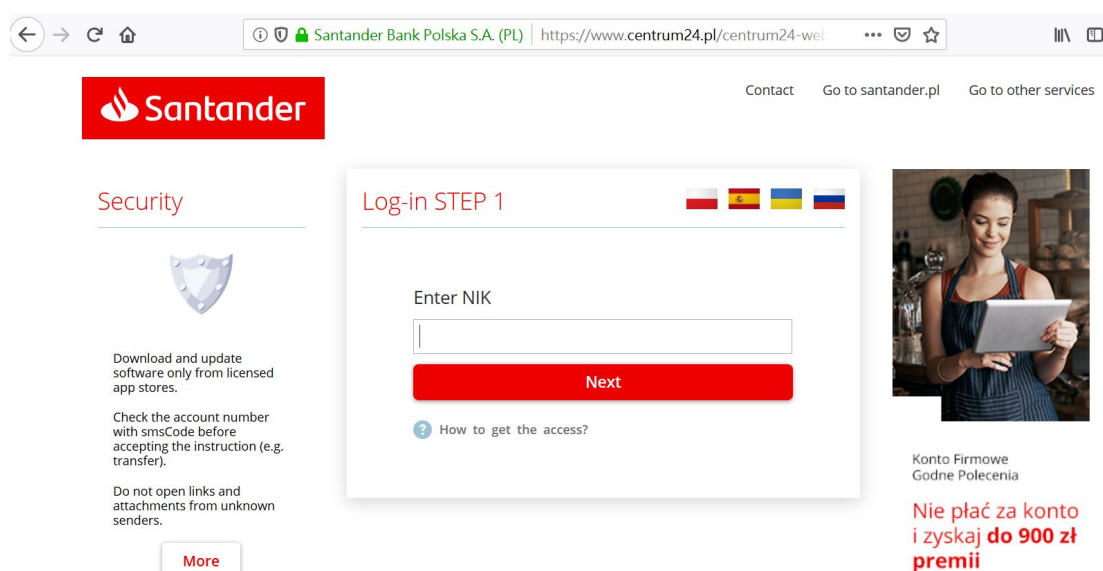 Santander Bank Polska S.A. (PL) https://www.centrum24.pl/centrum24-web
Santander
Contact Go to santander.pl Go to other services
Security
Download and update
software only from licensed
app stores.
Check the account number
with smsCode before
accepting the instruction (e.g.
transfer).
Do not open links and
attachments from unknown
senders.
More
Log-in STEP 1
Enter NIK
Next
? How to get the access?
Konto Firmowe
Godne Polecenia
Nie płać za konto
i zyskaj do 900 zł
premii